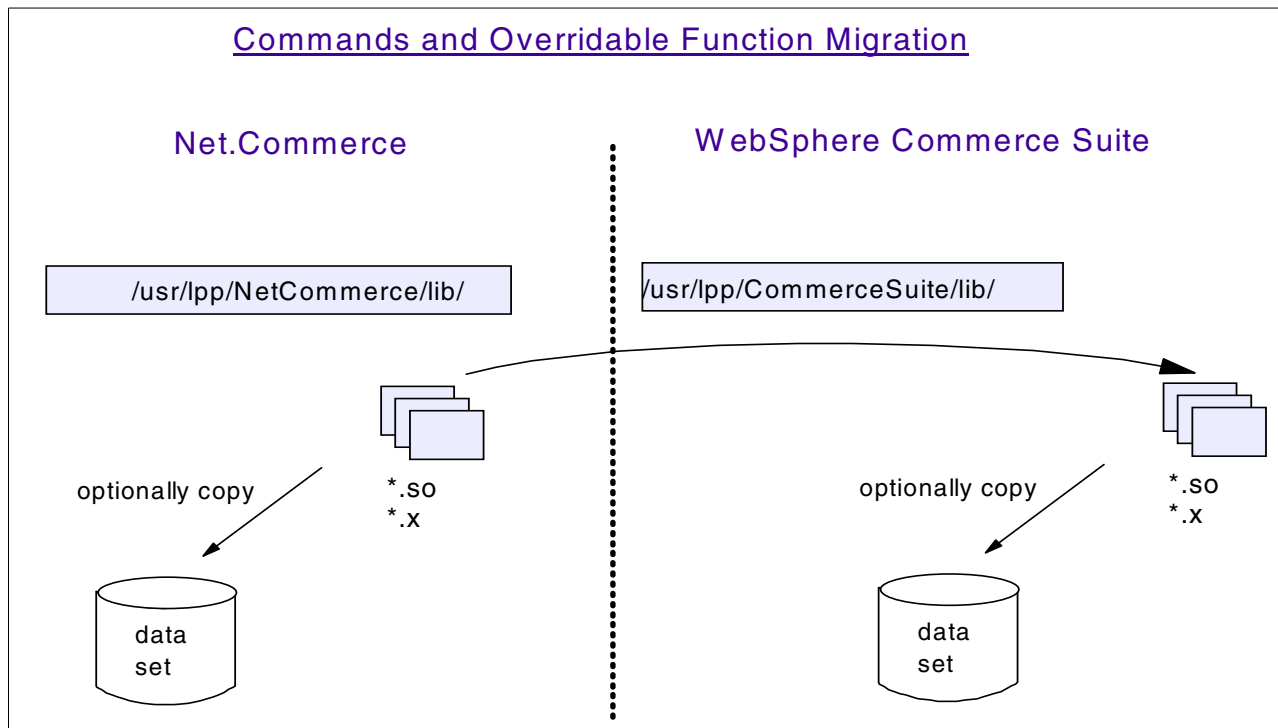 Commands and Overridable Function Migration
Net.Commerce
WebSphere Commerce Suite
/usr/lpp/NetCommerce/lib/
/usr/lpp/CommerceSuite/lib/
optionally copy
*.so
*.x
data
set
optionally copy
*.so
*.x
data
set